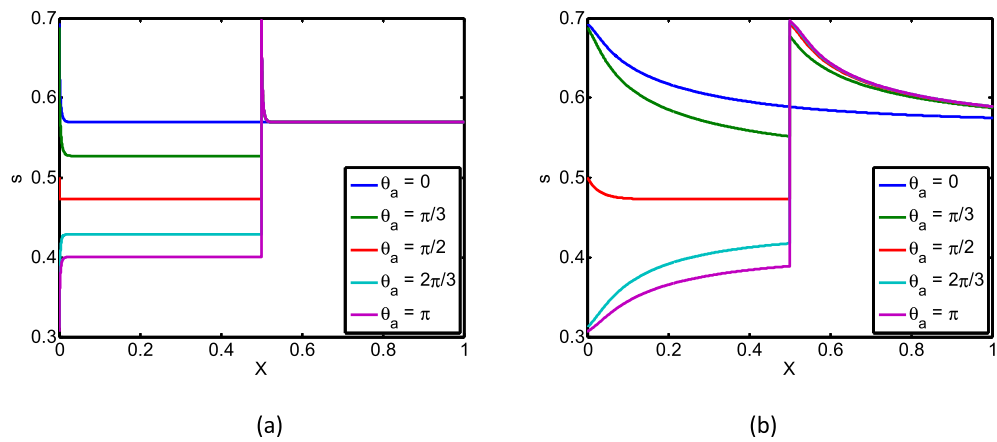 0.7
0.6
0.5
0.4
0.3
s
0 0.2 0.4 0.6 0.8 1
X
θa = 0
θa = π/3
θa = π/2
θa = 2π/3
θa = π
(a)
0.7
0.6
0.5
0.4
0.3
s
0 0.2 0.4 0.6 0.8 1
X
θa = 0
θa = π/3
θa = π/2
θa = 2π/3
θa = π
(b)